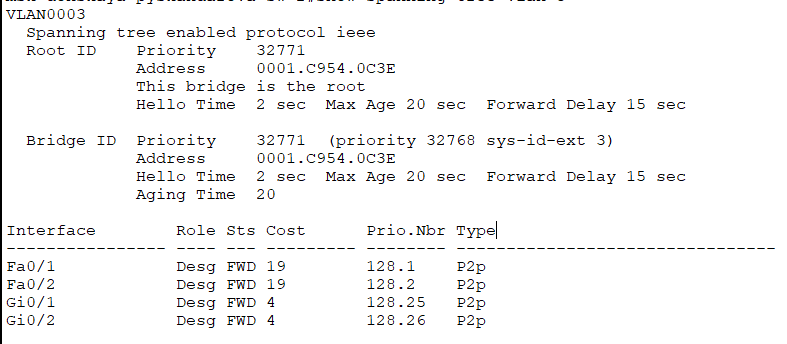 VLAN0003
Spanning tree enabled protocol ieee
Root ID    Priority    32771
Address     0001.C954.0C3E
This bridge is the root
Hello Time  2 sec  Max Age 20 sec  Forward Delay 15 sec
Bridge ID  Priority    32771  (priority 32768 sys-id-ext 3)
Address     0001.C954.0C3E
Hello Time  2 sec  Max Age 20 sec  Forward Delay 15 sec
Aging Time  20
Interface        Role Sts Cost      Prio.Nbr Type
---------------- ---- --- --------- -------- --------------------------------
Fa0/1            Desg FWD 19        128.1    P2p
Fa0/2            Desg FWD 19        128.2    P2p
Gi0/1            Desg FWD 4         128.25   P2p
Gi0/2            Desg FWD 4         128.26   P2p